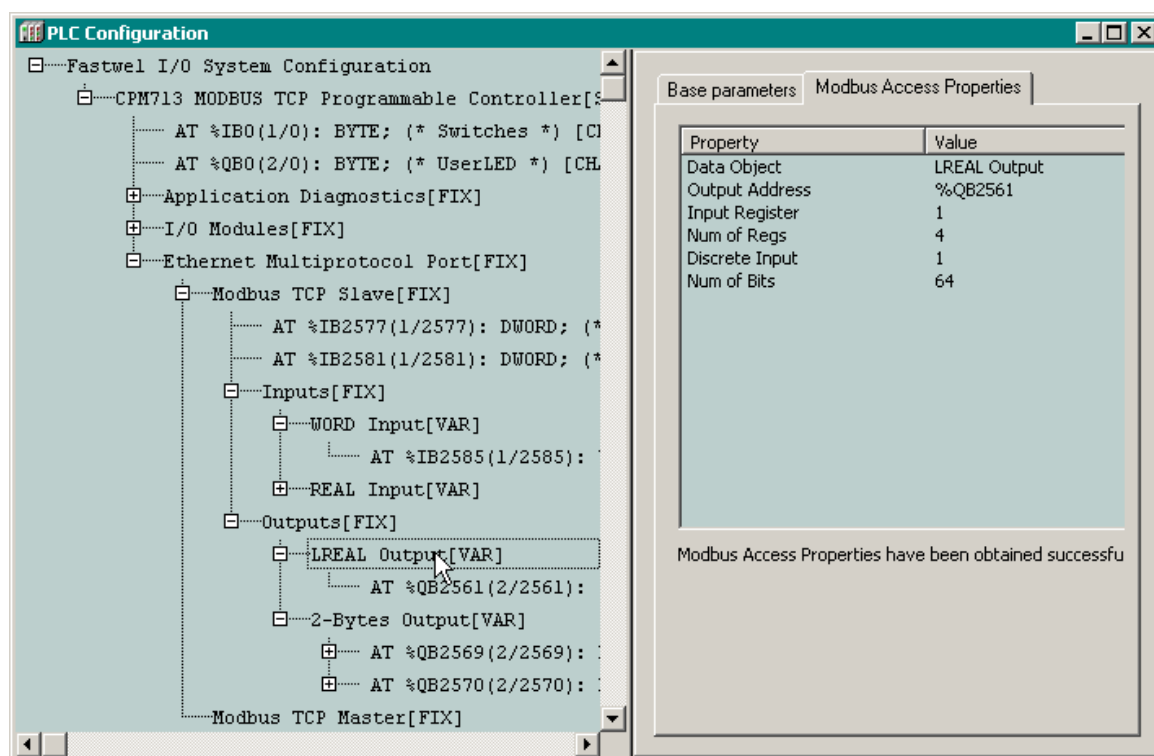 PLC Configuration
Fastwel I/O System Configuration
CPM713 MODBUS TCP Programmable Controller[S
AT %IB0(1/0): BYTE; (* Switches *) [CH
AT %QB0(2/0): BYTE; (* UserLED *) [CHA
Application Diagnostics[FIX]
I/O Modules[FIX]
Ethernet Multiprotocol Port[FIX]
Modbus TCP Slave[FIX]
AT %IB2577(1/2577): DWORD; (*
AT %IB2581(1/2581): DWORD; (*
Inputs[FIX]
WORD Input[VAR]
AT %IB2585(1/2585):
REAL Input[VAR]
Outputs[FIX]
LREAL Output[VAR]
AT %QB2561(2/2561):
2-Bytes Output[VAR]
AT %QB2569(2/2569):
AT %QB2570(2/2570):
Modbus TCP Master[FIX]
Base parameters
Modbus Access Properties
Property Value
Data Object LREAL Output
Output Address %QB2561
Input Register 1
Num of Regs 4
Discrete Input 1
Num of Bits 64
Modbus Access Properties have been obtained successfu